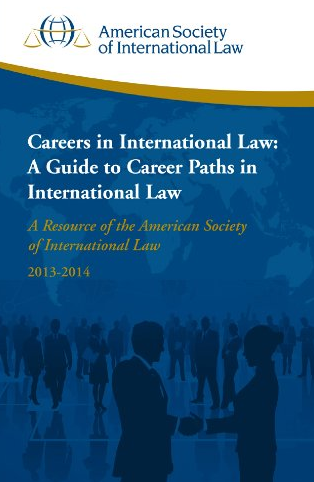 American Society
of International Law
Careers in International Law:
A Guide to Career Paths in
International Law
A Resource of the American Society
of International Law
2013-2014